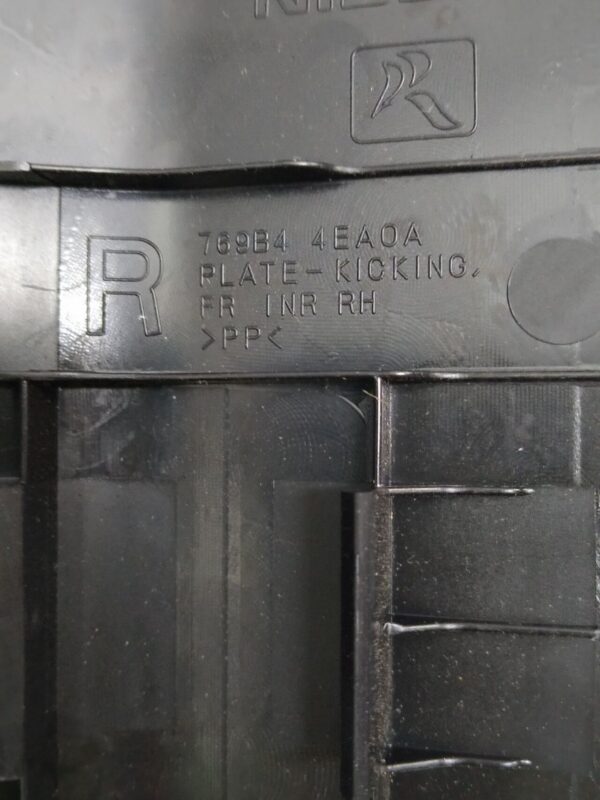 R
769B4 4EA0A
PLATE-KICKING,
FR INR RH
>PP<